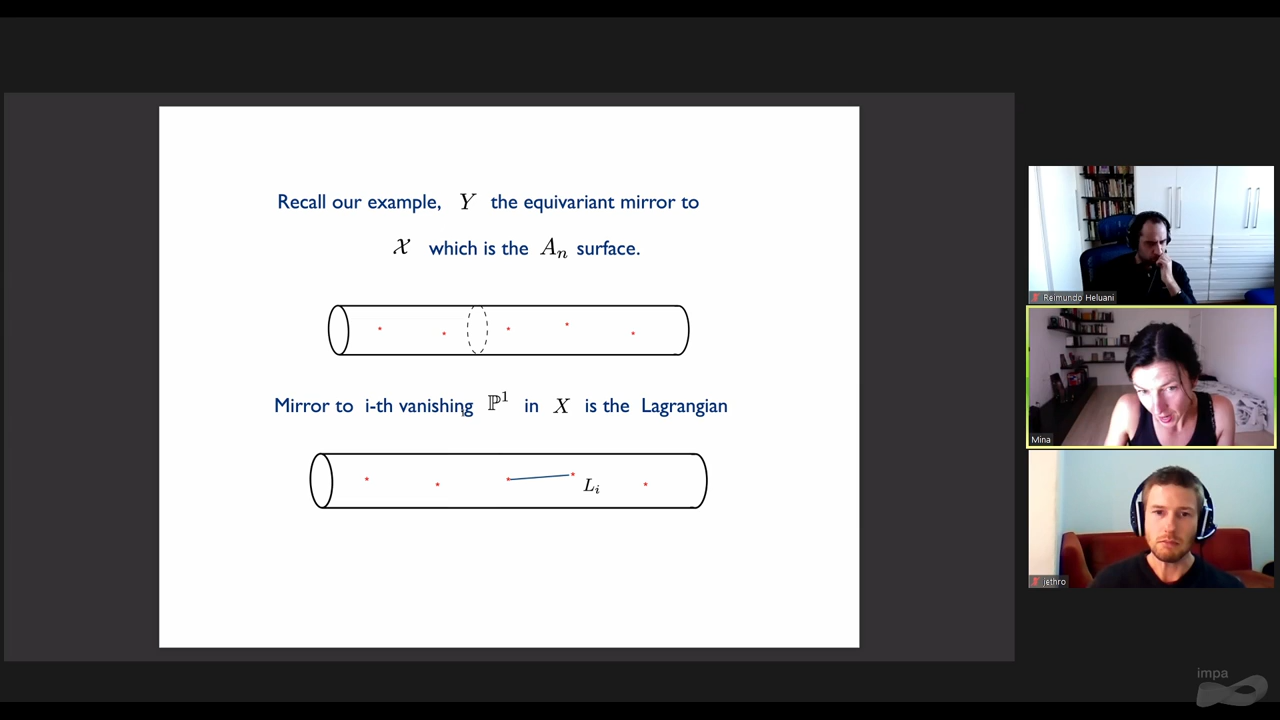 Recall our example, Y the equivariant mirror to
𝒳 which is the Aₙ surface.
Mirror to i-th vanishing ℙ¹ in X is the Lagrangian
Lᵢ
Reimundo Heluani
Mina
jethro
impa